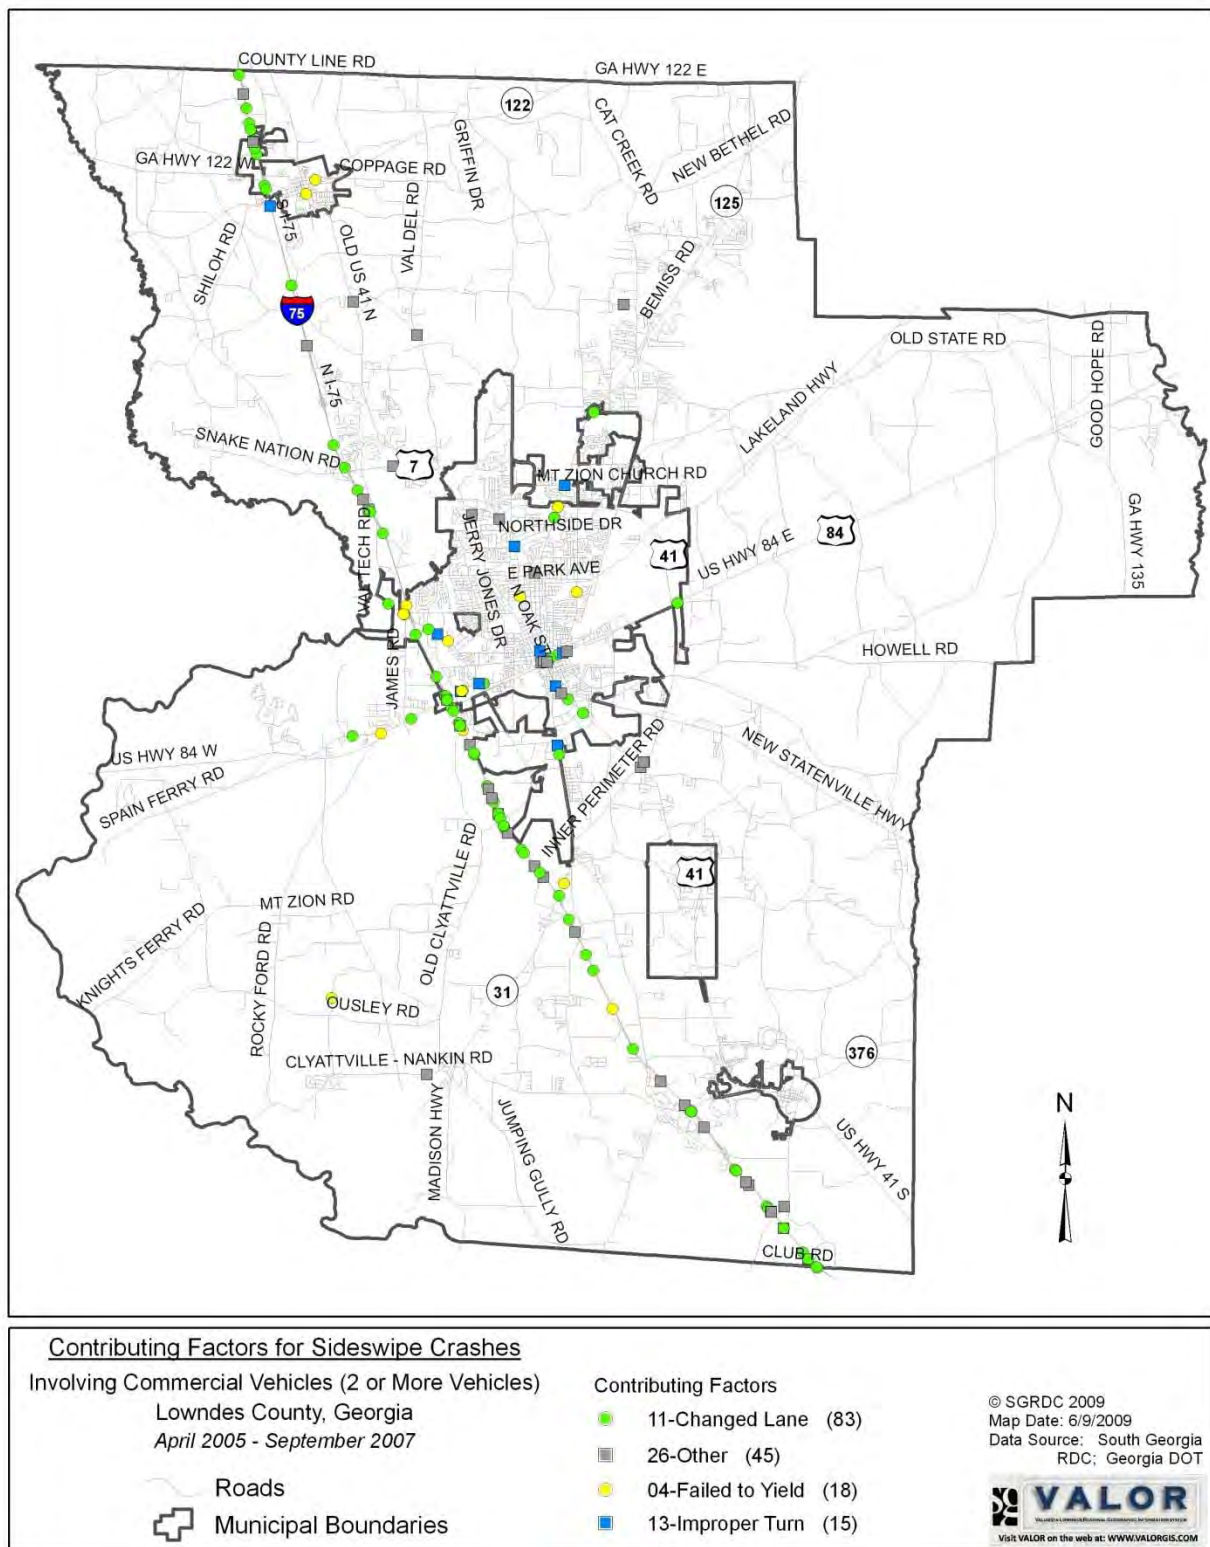 COUNTY LINE RD
GA HWY 122 E
122
CAT CREEK RD
GRIFFIN DR
NEW BETHEL RD
GA HWY 122 W
COPPAGE RD
VAL DEL RD
125
S I-75
OLD US 41 N
SHILOH RD
BEMISS RD
75
OLD STATE RD
GOOD HOPE RD
N I-75
LAKELAND HWY
SNAKE NATION RD
7
MT ZION CHURCH RD
VAL TECH RD
JERRY JONES DR
NORTHSIDE DR
41
US HWY 84 E
84
GA HWY 135
E PARK AVE
N OAK ST
JAMES RD
HOWELL RD
US HWY 84 W
SPAIN FERRY RD
INNER PERIMETER RD
NEW STATENVILLE HWY
OLD CLYATTVILLE RD
41
MT ZION RD
KNIGHTS FERRY RD
ROCKY FORD RD
31
OUSLEY RD
CLYATTVILLE - NANKIN RD
376
MADISON HWY
JUMPING GULLY RD
US HWY 41 S
CLUB RD
N
Contributing Factors for Sideswipe Crashes
Involving Commercial Vehicles (2 or More Vehicles)
Lowndes County, Georgia
April 2005 - September 2007
Roads
Municipal Boundaries
Contributing Factors
11-Changed Lane (83)
26-Other (45)
04-Failed to Yield (18)
13-Improper Turn (15)
© SGRDC 2009
Map Date: 6/9/2009
Data Source: South Georgia
RDC; Georgia DOT
VALOR
VALDOSTA LOWNDES REGIONAL GEOGRAPHIC INFORMATION SYSTEM
Visit VALOR on the web at: WWW.VALORGIS.COM